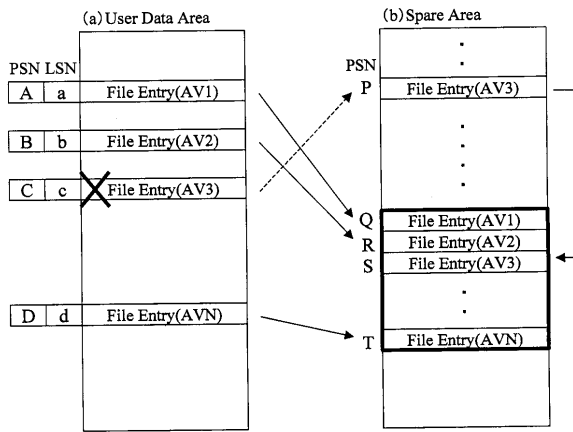 (a) User Data Area
PSN LSN
A a File Entry(AV1)
B b File Entry(AV2)
C c File Entry(AV3)
D d File Entry(AVN)
(b) Spare Area
PSN
P File Entry(AV3)
Q File Entry(AV1)
R File Entry(AV2)
S File Entry(AV3)
T File Entry(AVN)